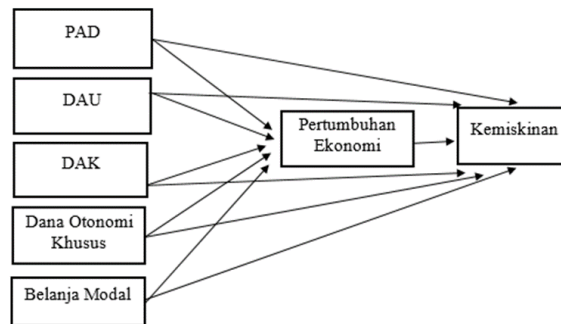 PAD
DAU
DAK
Dana Otonomi
Khusus
Belanja Modal
Pertumbuhan
Ekonomi
Kemiskinan